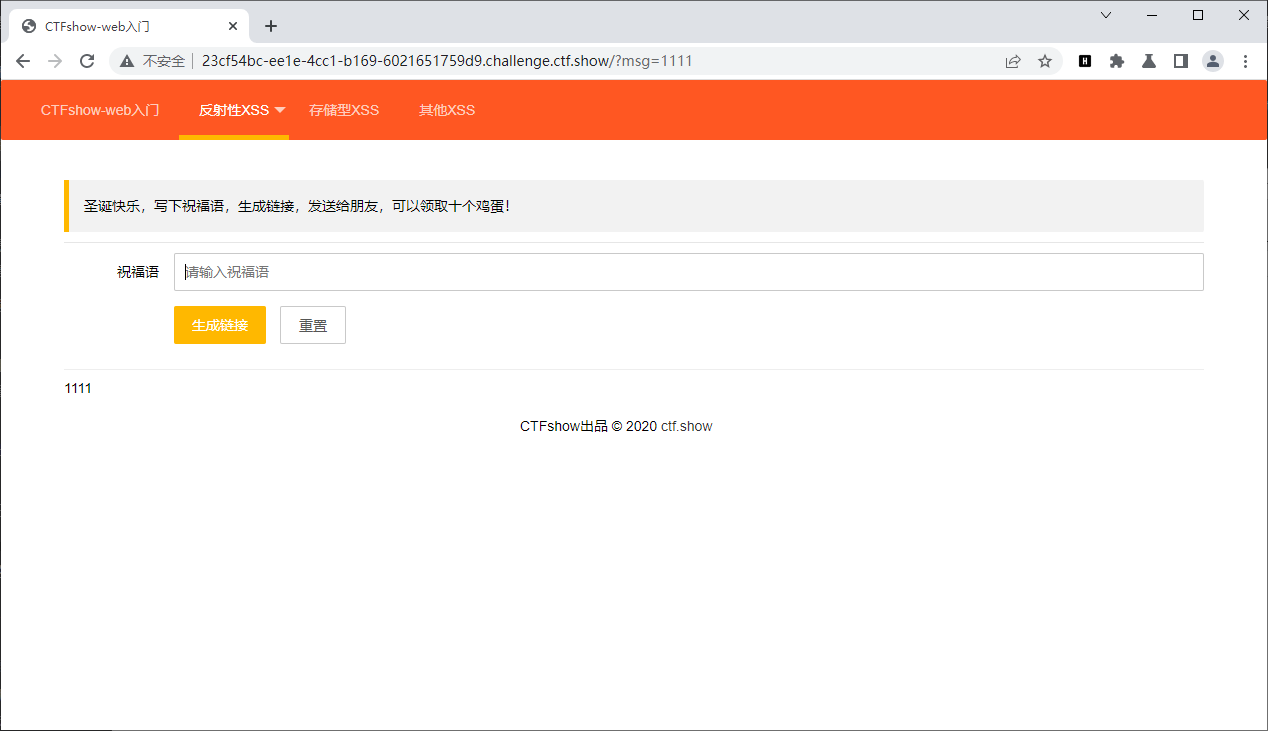 CTFshow-web入门
不安全 23cf54bc-ee1e-4cc1-b169-6021651759d9.challenge.ctf.show/?msg=1111
H
CTFshow-web入门 反射性XSS 存储型XSS 其他XSS
圣诞快乐，写下祝福语，生成链接，发送给朋友，可以领取十个鸡蛋！
祝福语 请输入祝福语
生成链接 重置
1111
CTFshow出品 © 2020 ctf.show